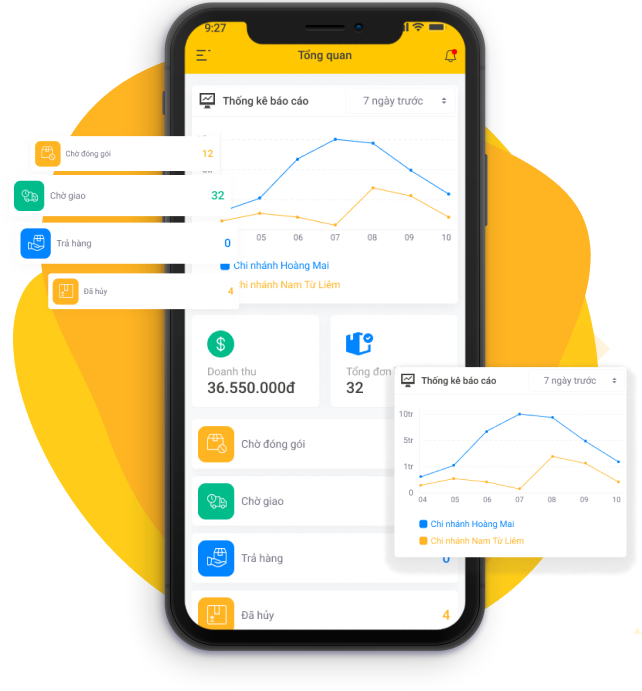 9:27
Tổng quan
Thống kê báo cáo
7 ngày trước
Chờ đóng gói
12
Chờ giao
32
Trả hàng
0
Đã hủy
4
05
06
07
08
09
10
Chi nhánh Hoàng Mai
hi nhánh Nam Từ Liêm
Doanh thu
36.550.000đ
Tổng đơn
32
Chờ đóng gói
Chờ giao
Trả hàng
0
Đã hủy
4
Thống kê báo cáo
7 ngày trước
10tr
5tr
1tr
0
04
05
06
07
08
09
10
Chi nhánh Hoàng Mai
Chi nhánh Nam Từ Liêm